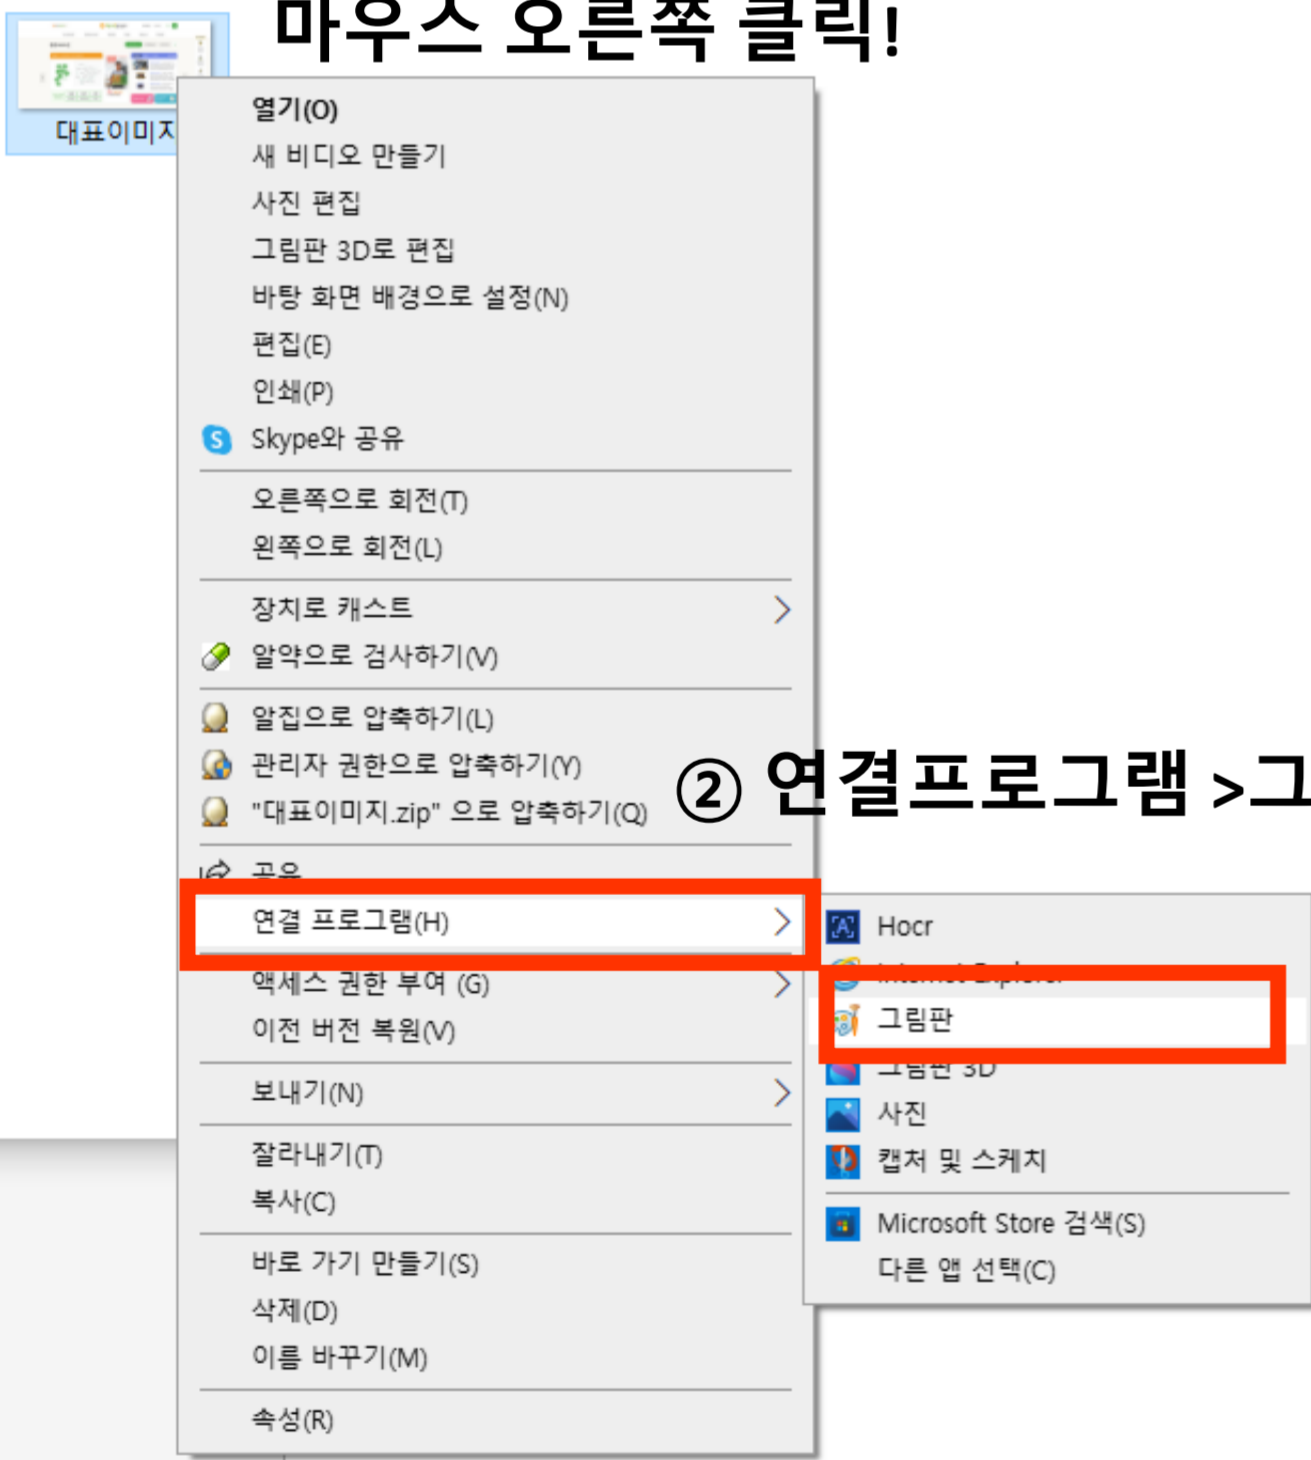 마우스 오른쪽 클릭!
대표이미지
열기(O)
새 비디오 만들기
사진 편집
그림판 3D로 편집
바탕 화면 배경으로 설정(N)
편집(E)
인쇄(P)
Skype와 공유
오른쪽으로 회전(T)
왼쪽으로 회전(L)
장치로 캐스트
알약으로 검사하기(V)
알집으로 압축하기(L)
관리자 권한으로 압축하기(Y)
"대표이미지.zip" 으로 압축하기(Q)
② 연결프로그램 >그
공유
연결 프로그램(H)
액세스 권한 부여 (G)
이전 버전 복원(V)
보내기(N)
잘라내기(T)
복사(C)
바로 가기 만들기(S)
삭제(D)
이름 바꾸기(M)
속성(R)
Hocr
Internet Explorer
그림판
그림판 3D
사진
캡처 및 스케치
Microsoft Store 검색(S)
다른 앱 선택(C)